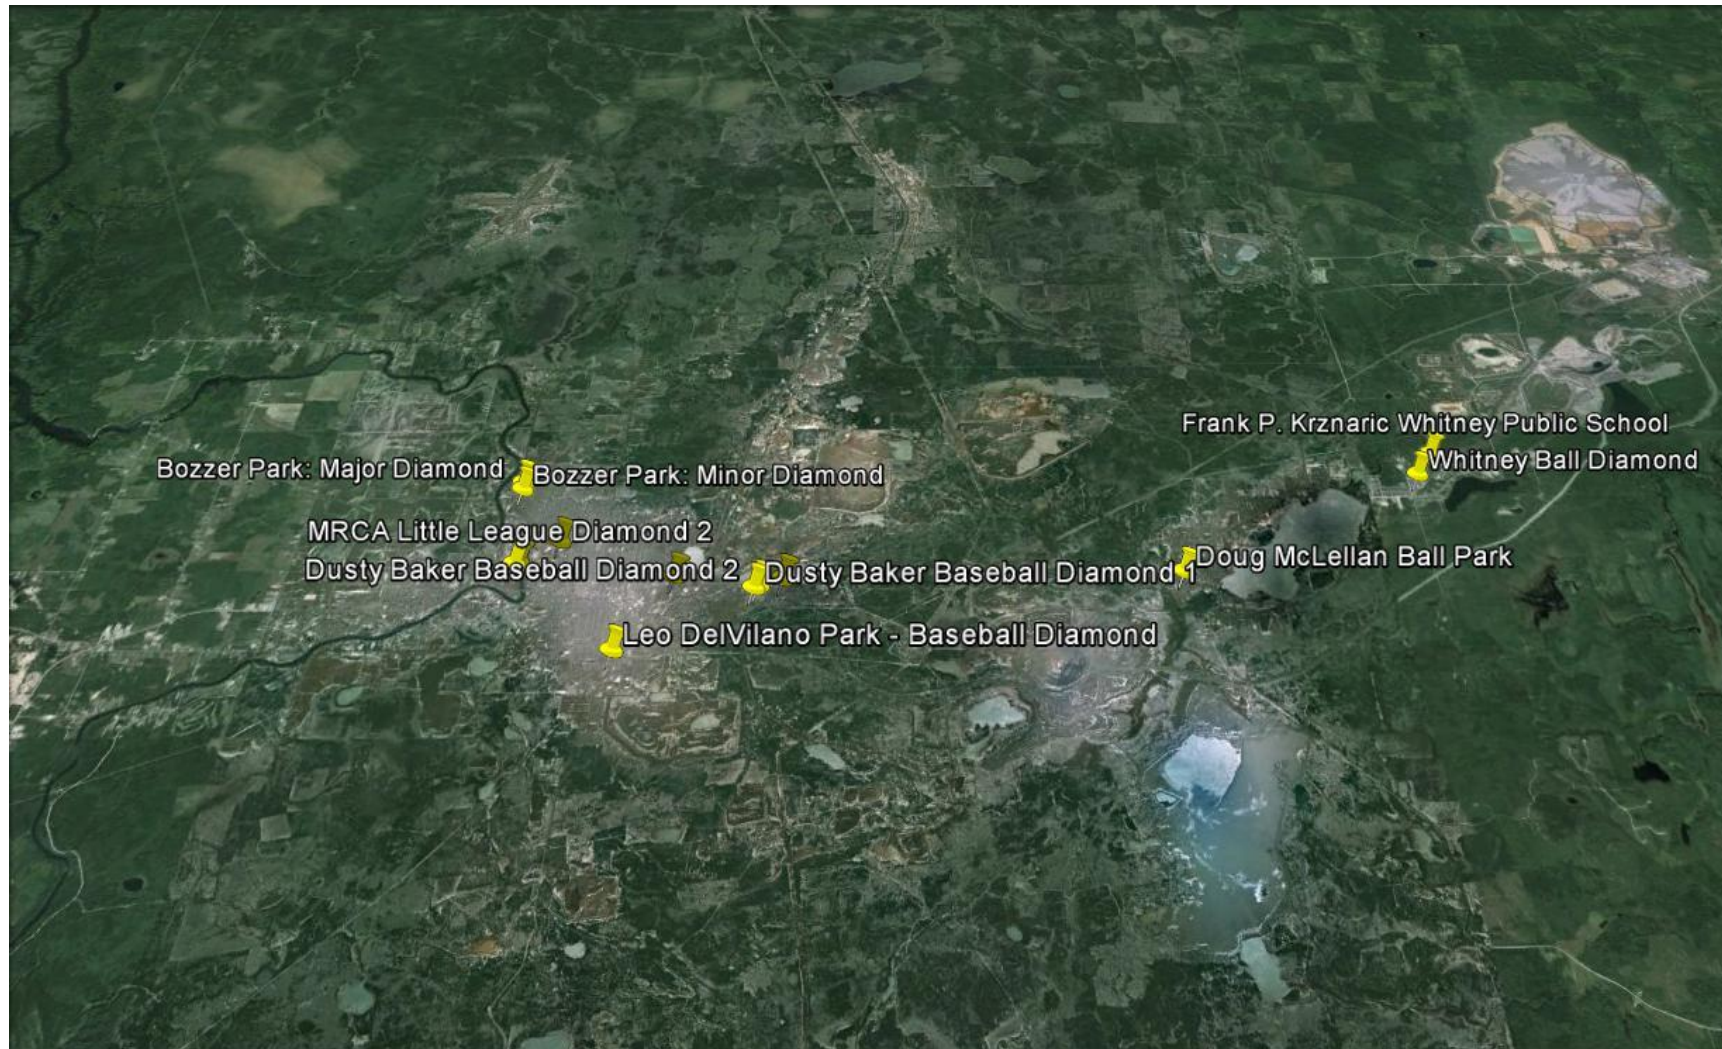 Frank P. Krznaric Whitney Public School
Whitney Ball Diamond
Bozzer Park: Major Diamond
Bozzer Park: Minor Diamond
MRCA Little League Diamond 2
Dusty Baker Baseball Diamond 2
Dusty Baker Baseball Diamond 1
Doug McLellan Ball Park
Leo DelVilano Park - Baseball Diamond